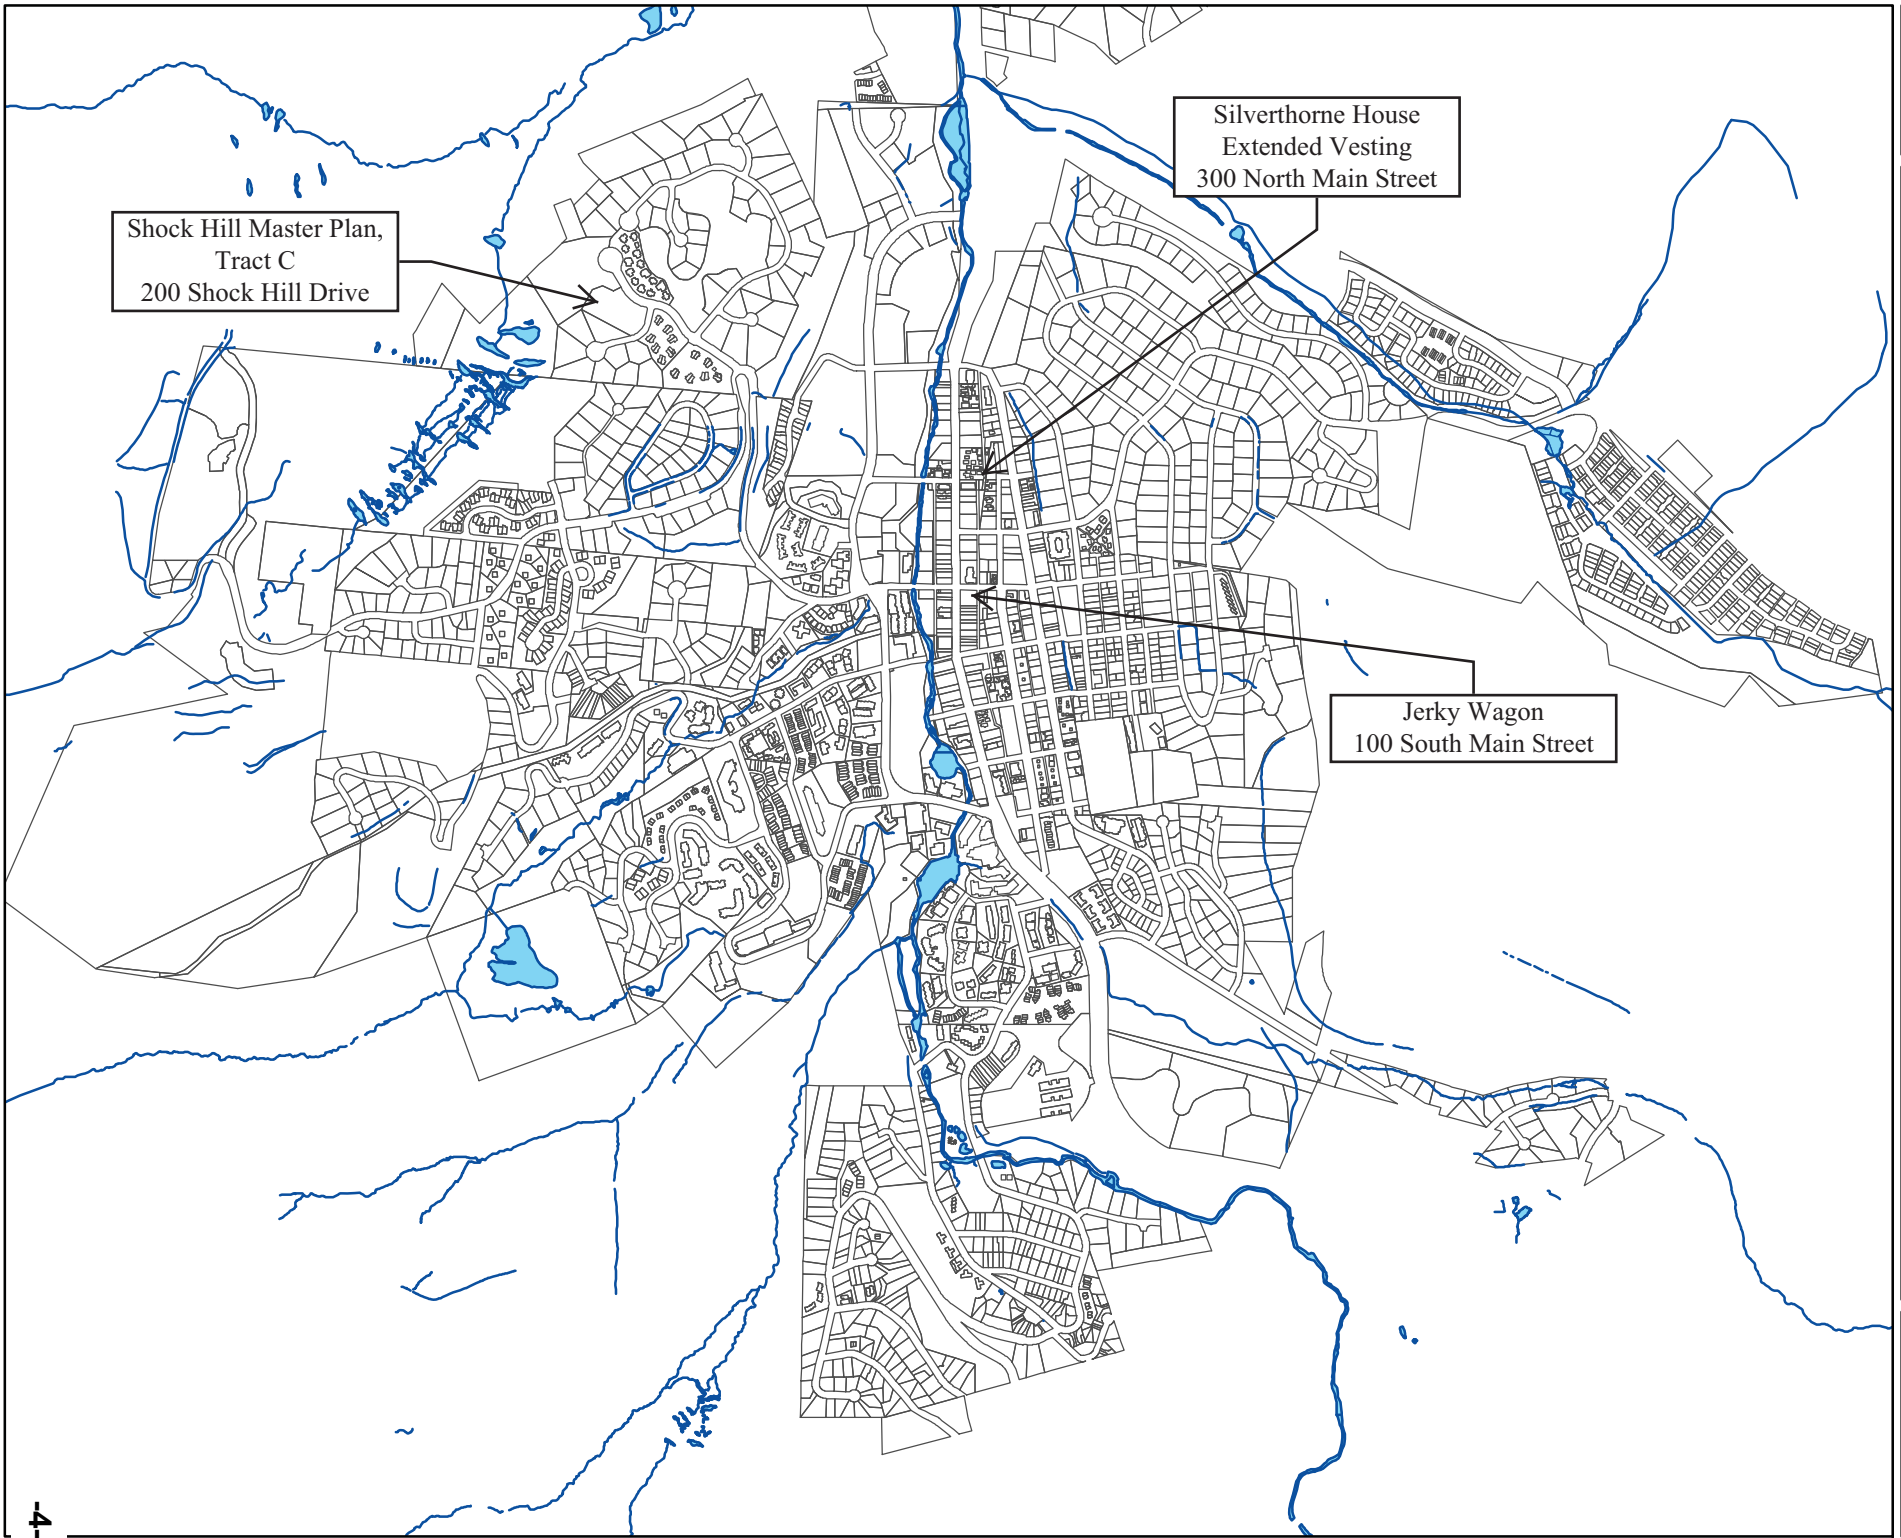 Silverthorne House
Extended Vesting
300 North Main Street
Shock Hill Master Plan,
Tract C
200 Shock Hill Drive
Jerky Wagon
100 South Main Street
-4-